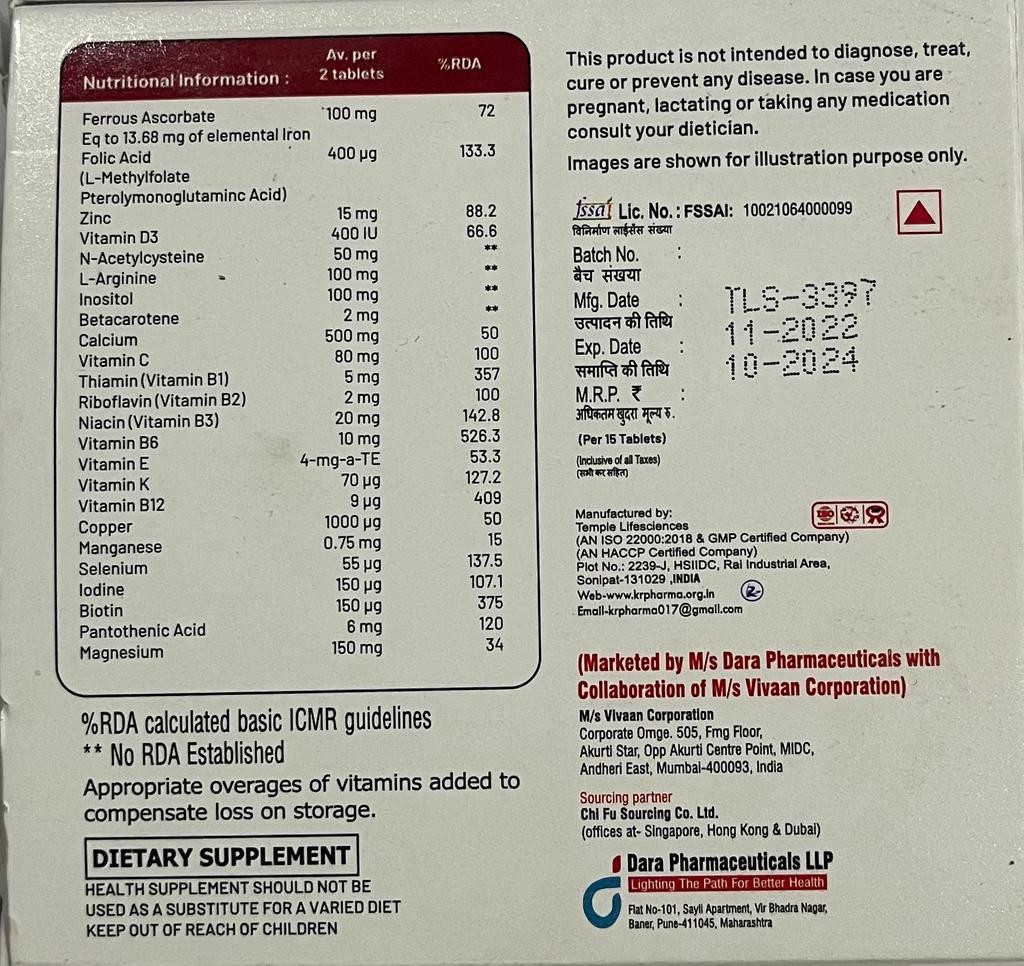 Nutritional Information : Av. per 2 tablets %RDA
Ferrous Ascorbate 100 mg 72
Eq to 13.68 mg of elemental Iron
Folic Acid 400 µg 133.3
(L-Methylfolate
Pterolymonoglutaminc Acid)
Zinc 15 mg 88.2
Vitamin D3 400 IU 66.6
N-Acetylcysteine 50 mg **
L-Arginine 100 mg **
Inositol 100 mg **
Betacarotene 2 mg **
Calcium 500 mg 50
Vitamin C 80 mg 100
Thiamin (Vitamin B1) 5 mg 357
Riboflavin (Vitamin B2) 2 mg 100
Niacin (Vitamin B3) 20 mg 142.8
Vitamin B6 10 mg 526.3
Vitamin E 4-mg-a-TE 53.3
Vitamin K 70 µg 127.2
Vitamin B12 9 µg 409
Copper 1000 µg 50
Manganese 0.75 mg 15
Selenium 55 µg 137.5
Iodine 150 µg 107.1
Biotin 150 µg 375
Pantothenic Acid 6 mg 120
Magnesium 150 mg 34
%RDA calculated basic ICMR guidelines
** No RDA Established
Appropriate overages of vitamins added to
compensate loss on storage.
DIETARY SUPPLEMENT
HEALTH SUPPLEMENT SHOULD NOT BE
USED AS A SUBSTITUTE FOR A VARIED DIET
KEEP OUT OF REACH OF CHILDREN
This product is not intended to diagnose, treat,
cure or prevent any disease. In case you are
pregnant, lactating or taking any medication
consult your dietician.
Images are shown for illustration purpose only.
fssai Lic. No. : FSSAI: 10021064000099
विनिर्माण लाईसेंस संख्या
Batch No. :
बैच संखया
TLS-3397
Mfg. Date :
उत्पादन की तिथि
11-2022
Exp. Date :
समाप्ति की तिथि
10-2024
M.R.P. ₹ :
अधिकतम खुदरा मूल्य रु.
(Per 15 Tablets)
(Inclusive of all Taxes)
(सभी कर सहित)
Manufactured by:
Temple Lifesciences
ISO
(AN ISO 22000:2018 & GMP Certified Company)
(AN HACCP Certified Company)
Plot No.: 2239-J, HSIIDC, Rai Industrial Area,
Sonipat-131029 ,INDIA
Web-www.krpharma.org.in
Email-krpharma017@gmail.com
(Marketed by M/s Dara Pharmaceuticals with
Collaboration of M/s Vivaan Corporation)
M/s Vivaan Corporation
Corporate Omge. 505, Fmg Floor,
Akurti Star, Opp Akurti Centre Point, MIDC,
Andheri East, Mumbai-400093, India
Sourcing partner
Chi Fu Sourcing Co. Ltd.
(offices at- Singapore, Hong Kong & Dubai)
Dara Pharmaceuticals LLP
Lighting The Path For Better Health
Flat No-101, Sayli Apartment, Vir Bhadra Nagar,
Baner, Pune-411045, Maharashtra